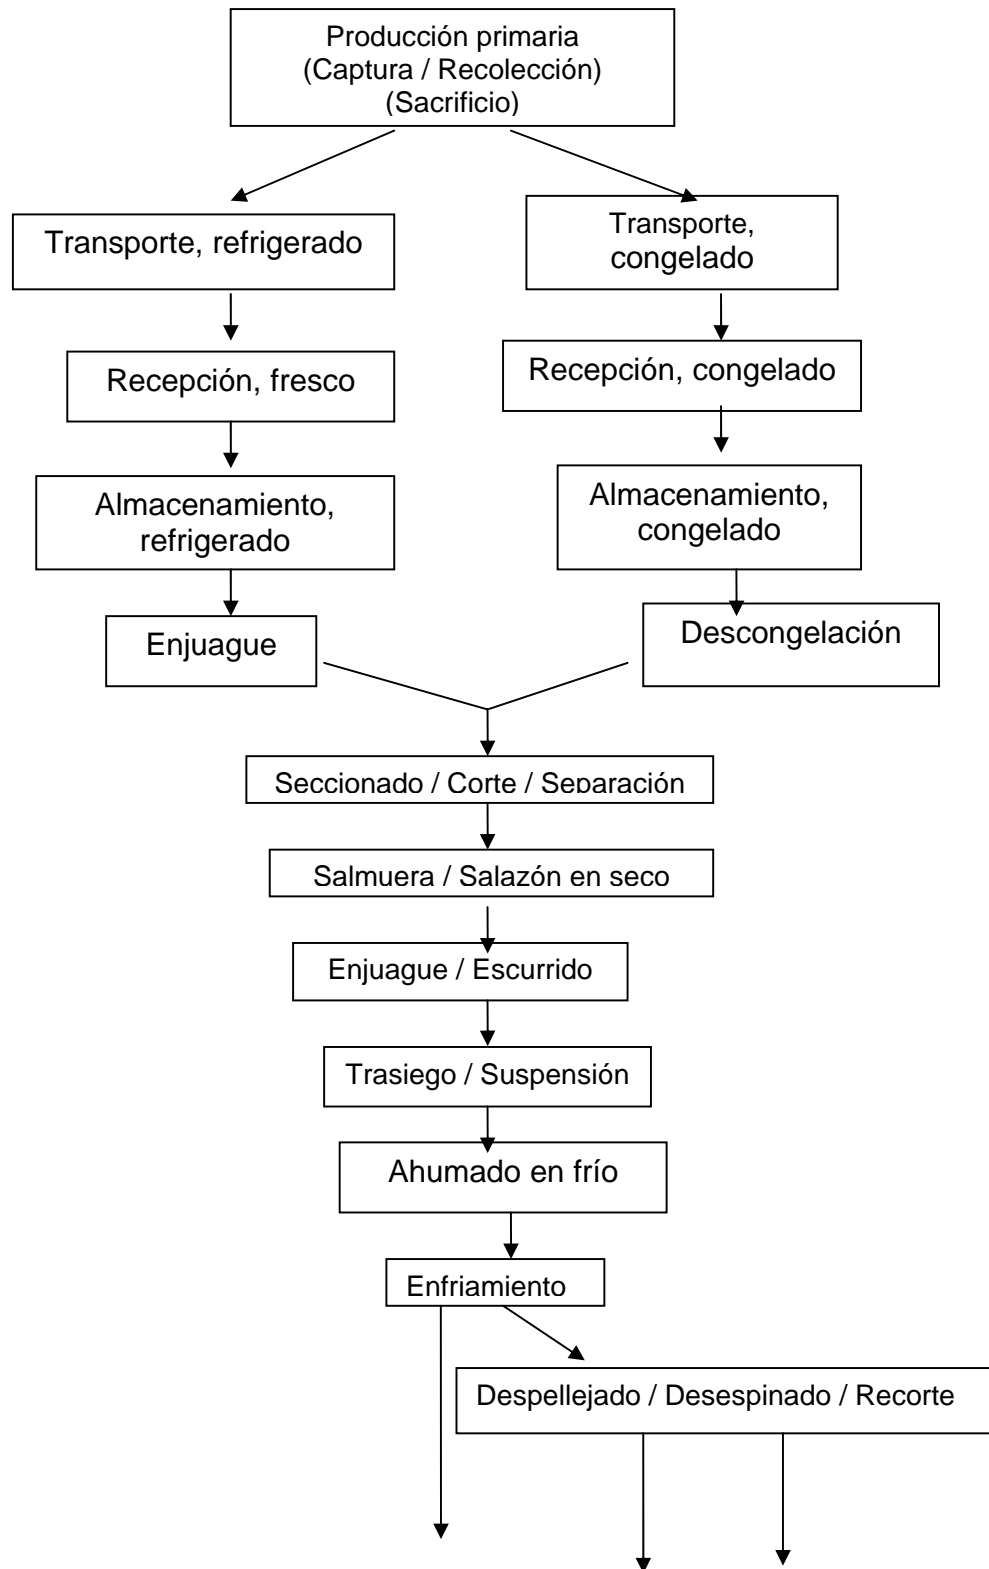 Producción primaria
(Captura / Recolección)
(Sacrificio)
Transporte, refrigerado
Transporte,
congelado
Recepción, fresco
Recepción, congelado
Almacenamiento,
refrigerado
Almacenamiento,
congelado
Enjuague
Descongelación
Seccionado / Corte / Separación
Salmuera / Salazón en seco
Enjuague / Escurrido
Trasiego / Suspensión
Ahumado en frío
Enfriamiento
Despellejado / Desespinado / Recorte